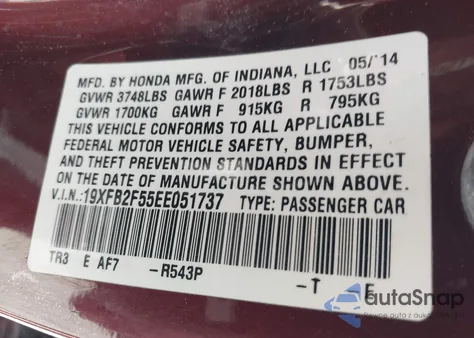 MFD. BY HONDA MFG. OF INDIANA, LLC 05/14
GVWR 3748LBS GAWR F 2018LBS R 1753LBS
GVWR 1700KG GAWR F 915KG R 795KG
THIS VEHICLE CONFORMS TO ALL APPLICABLE
FEDERAL MOTOR VEHICLE SAFETY, BUMPER,
AND THEFT PREVENTION STANDARDS IN EFFECT
ON THE DATE OF MANUFACTURE SHOWN ABOVE.
V.I.N.:19XFB2F55EE051737 TYPE: PASSENGER CAR
TR3 E AF7 -R543P -T -E
autoSnap